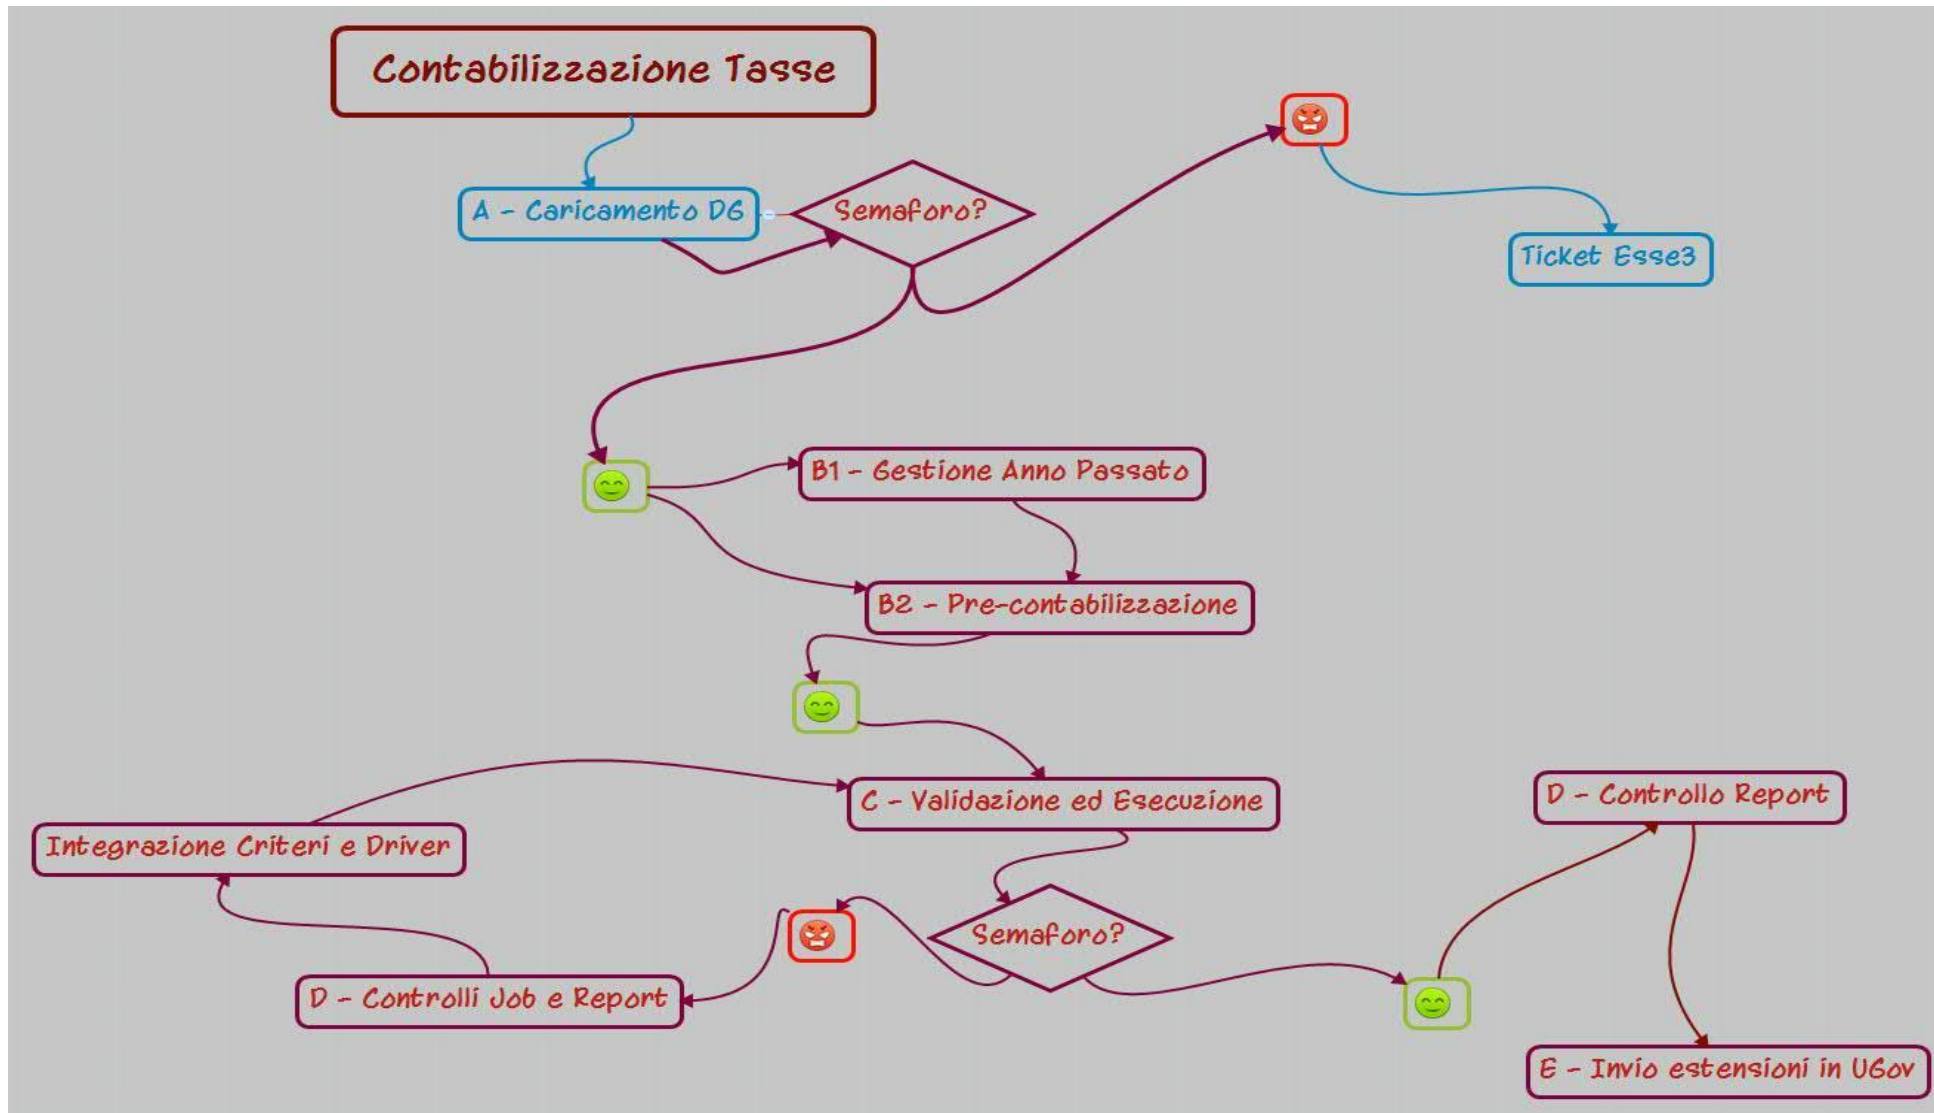 Contabilizzazione Tasse
A - Caricamento DG
Semaforo?
Ticket Esse3
B1 - Gestione Anno Passato
B2 - Pre-contabilizzazione
C - Validazione ed Esecuzione
D - Controllo Report
Integrazione Criteri e Driver
Semaforo?
D - Controlli Job e Report
E - Invio estensioni in UGov